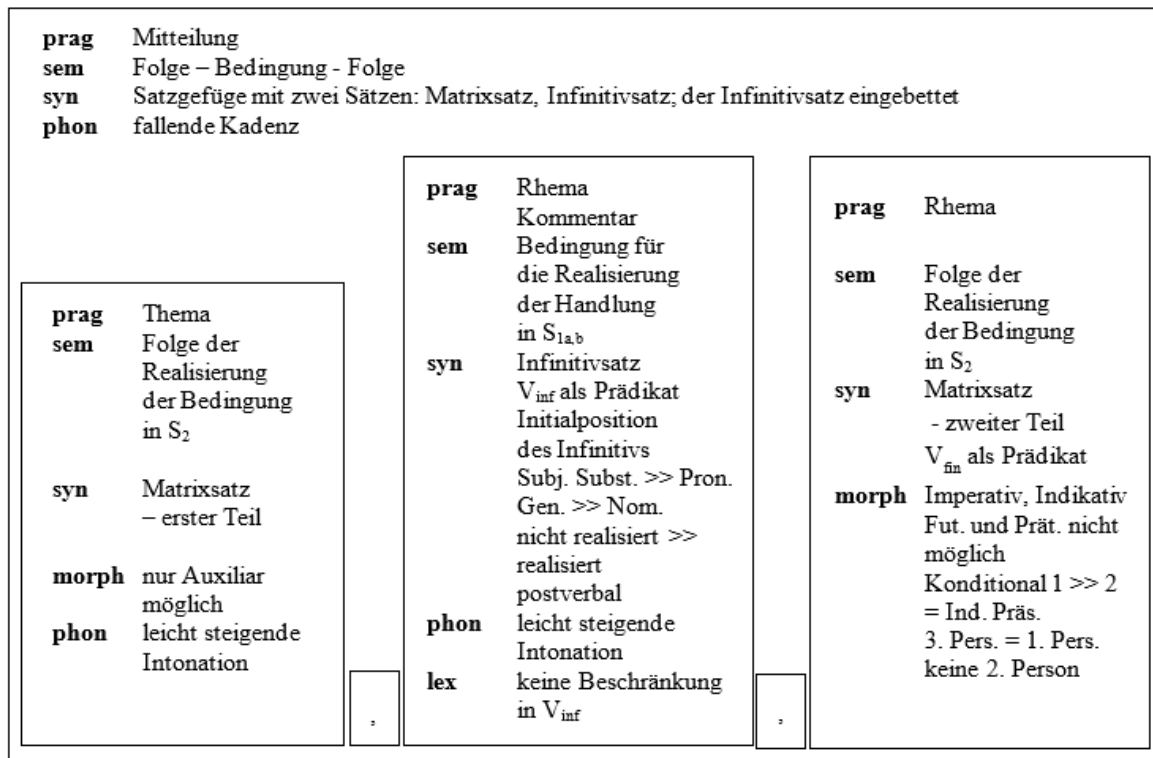 prag Mitteilung
sem Folge – Bedingung - Folge
syn Satzgefüge mit zwei Sätzen: Matrixsatz, Infinitivsatz; der Infinitivsatz eingebettet
phon fallende Kadenz
prag Thema
sem Folge der
Realisierung
der Bedingung
in S₂
syn Matrixsatz
– erster Teil
morph nur Auxiliar
möglich
phon leicht steigende
Intonation
,
prag Rhema
Kommentar
sem Bedingung für
die Realisierung
der Handlung
in S₁ₐ,b
syn Infinitivsatz
Vinf als Prädikat
Initialposition
des Infinitivs
Subj. Subst. >> Pron.
Gen. >> Nom.
nicht realisiert >>
realisiert
postverbal
phon leicht steigende
Intonation
lex keine Beschränkung
in Vinf
,
prag Rhema
sem Folge der
Realisierung
der Bedingung
in S₂
syn Matrixsatz
- zweiter Teil
Vfin als Prädikat
morph Imperativ, Indikativ
Fut. und Prät. nicht
möglich
Konditional 1 >> 2
= Ind. Präs.
3. Pers. = 1. Pers.
keine 2. Person